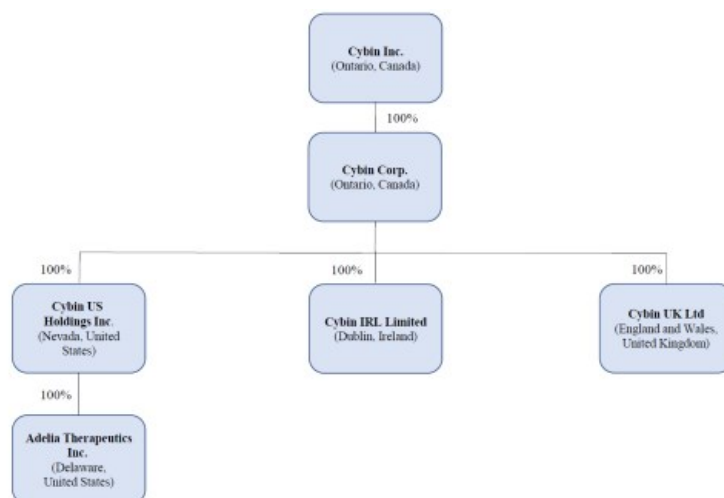 Cybin Inc.
(Ontario, Canada)
100%
Cybin Corp.
(Ontario, Canada)
100%
100%
100%
Cybin US
Holdings Inc.
(Nevada, United
States)
Cybin IRL Limited
(Dublin, Ireland)
Cybin UK Ltd
(England and Wales,
United Kingdom)
100%
Adelia Therapeutics
Inc.
(Delaware,
United States)